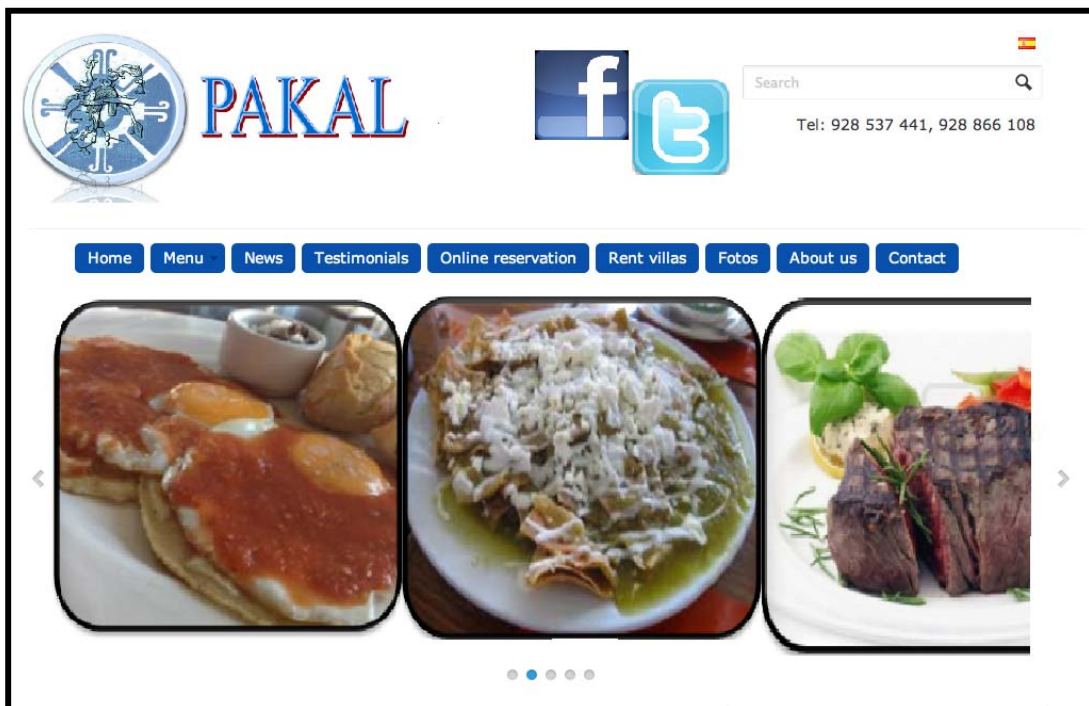 PAKAL
Search
Tel: 928 537 441, 928 866 108
Home Menu News Testimonials Online reservation Rent villas Fotos About us Contact